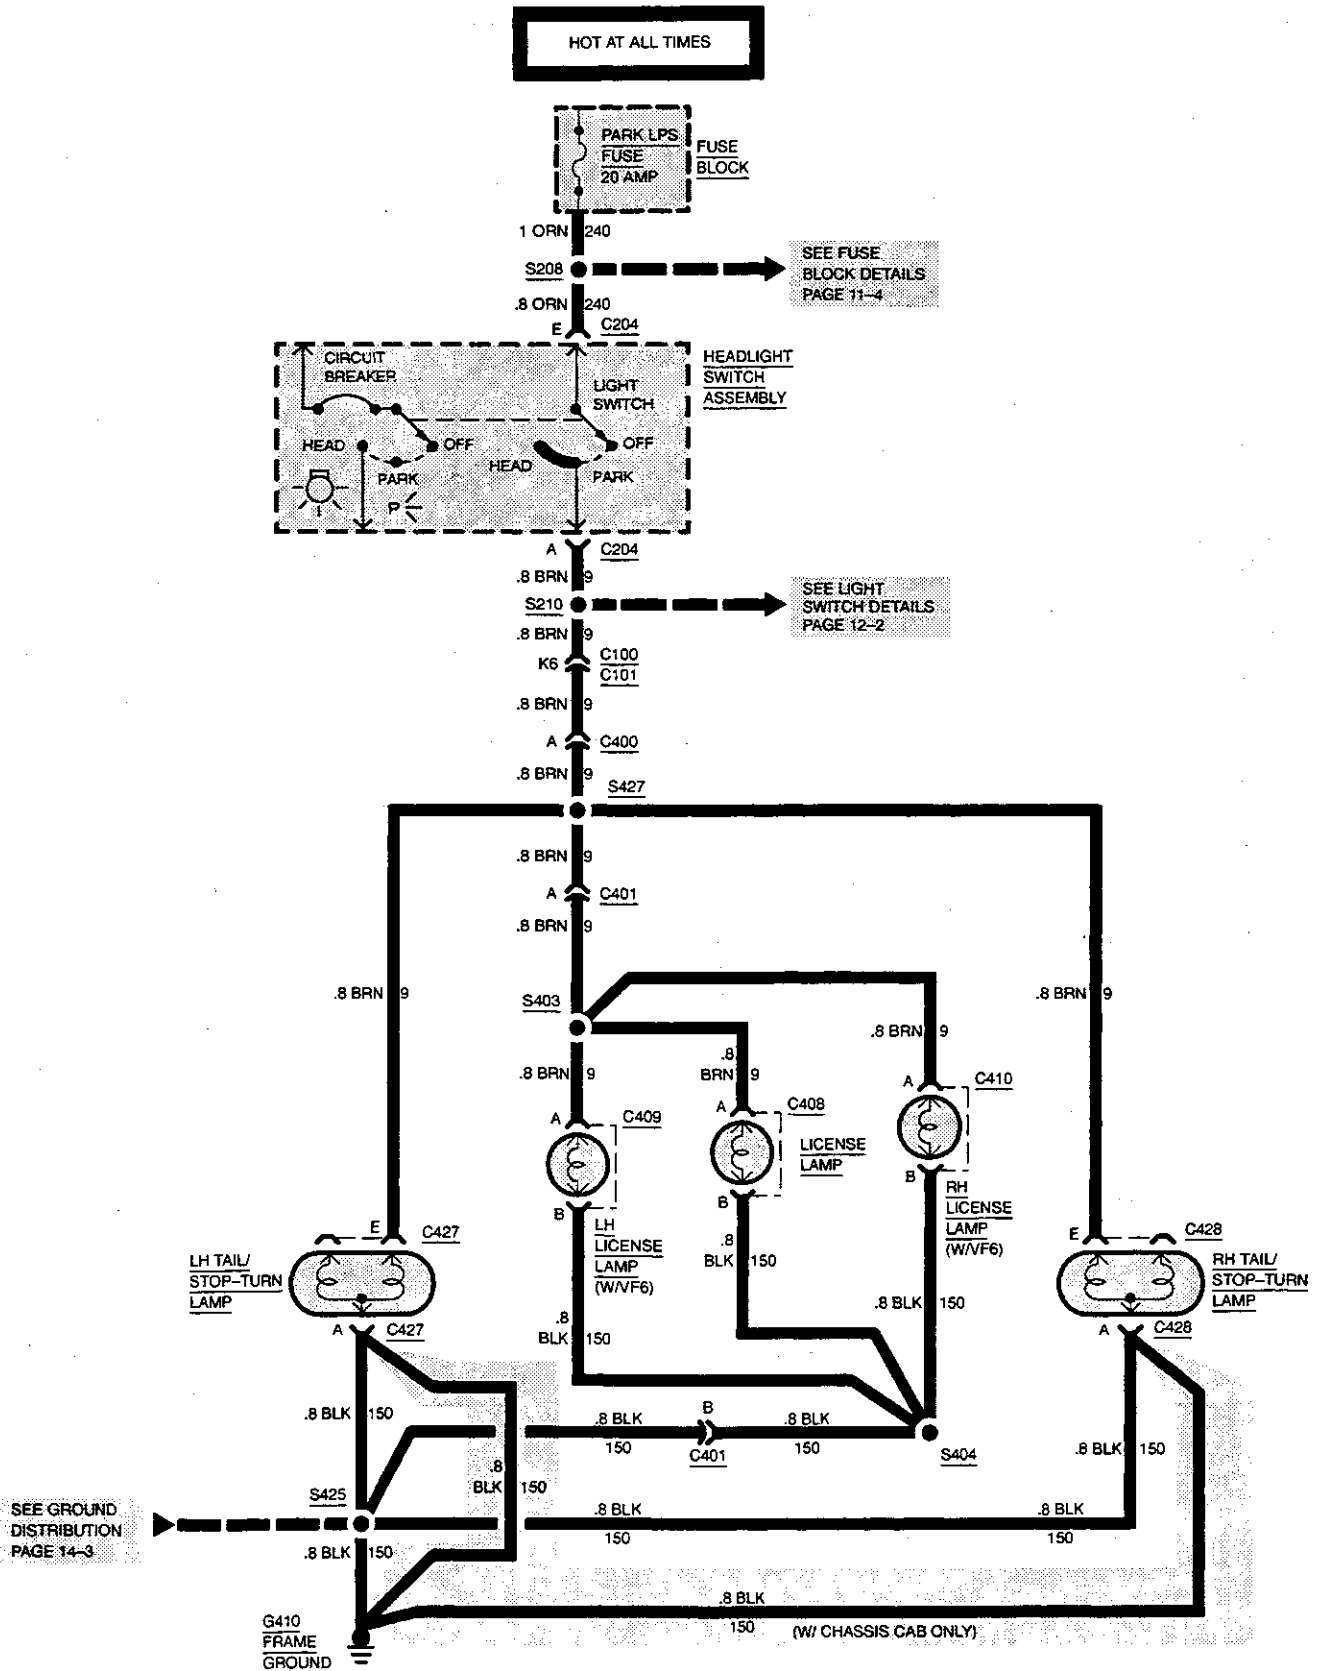 HOT AT ALL TIMES
PARK LPS
FUSE
20 AMP
FUSE
BLOCK
1 ORN 240
S208
SEE FUSE
BLOCK DETAILS
PAGE 11-4
.8 ORN 240
E C204
CIRCUIT
BREAKER
LIGHT
SWITCH
HEADLIGHT
SWITCH
ASSEMBLY
HEAD OFF
PARK
P
HEAD OFF
PARK
A C204
.8 BRN 9
S210
SEE LIGHT
SWITCH DETAILS
PAGE 12-2
.8 BRN 9
K6 C100
C101
.8 BRN 9
A C400
.8 BRN 9
S427
.8 BRN 9
A C401
.8 BRN 9
.8 BRN 9
S403
.8 BRN 9
.8 BRN 9
.8 BRN 9
.8
BRN 9
A C410
A C409
A C408
LICENSE
LAMP
B
B
B
RH
LICENSE
LAMP
(W/VF6)
LH
LICENSE
LAMP
(W/VF6)
E C427
LH TAIL/
STOP-TURN
LAMP
E C428
RH TAIL/
STOP-TURN
LAMP
.8
BLK 150
.8 BLK 150
.8
BLK 150
A C427
A C428
.8 BLK 150
.8 BLK
150
B
C401
.8 BLK
150
S404
.8 BLK 150
.8
BLK 150
S425
SEE GROUND
DISTRIBUTION
PAGE 14-3
.8 BLK
150
.8 BLK
150
.8 BLK 150
.8 BLK
150
(W/ CHASSIS CAB ONLY)
G410
FRAME
GROUND